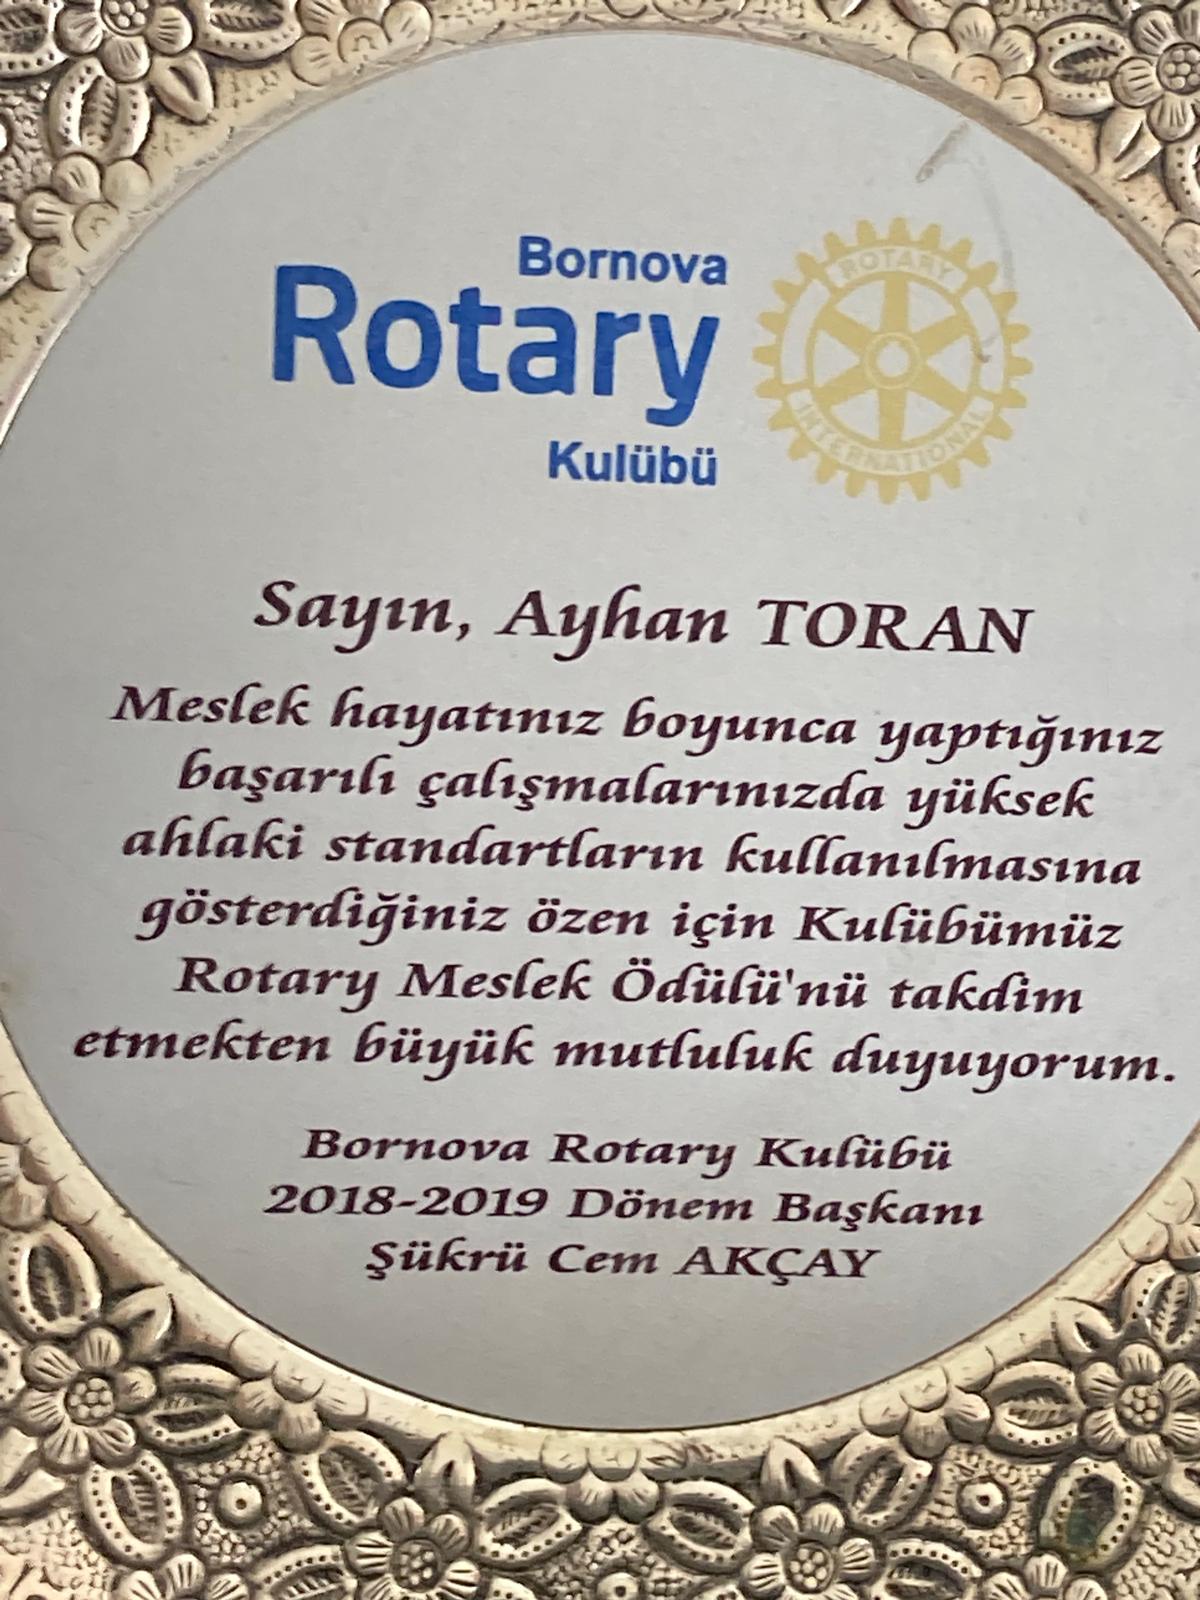 Bornova
Rotary
Kulübü
ROTARY
INTERNATIONAL
Sayın, Ayhan TORAN
Meslek hayatınız boyunca yaptığınız
başarılı çalışmalarınızda yüksek
ahlaki standartların kullanılmasına
gösterdiğiniz özen için Kulübümüz
Rotary Meslek Ödülü'nü takdim
etmekten büyük mutluluk duyuyorum.
Bornova Rotary Kulübü
2018-2019 Dönem Başkanı
Şükrü Cem AKÇAY